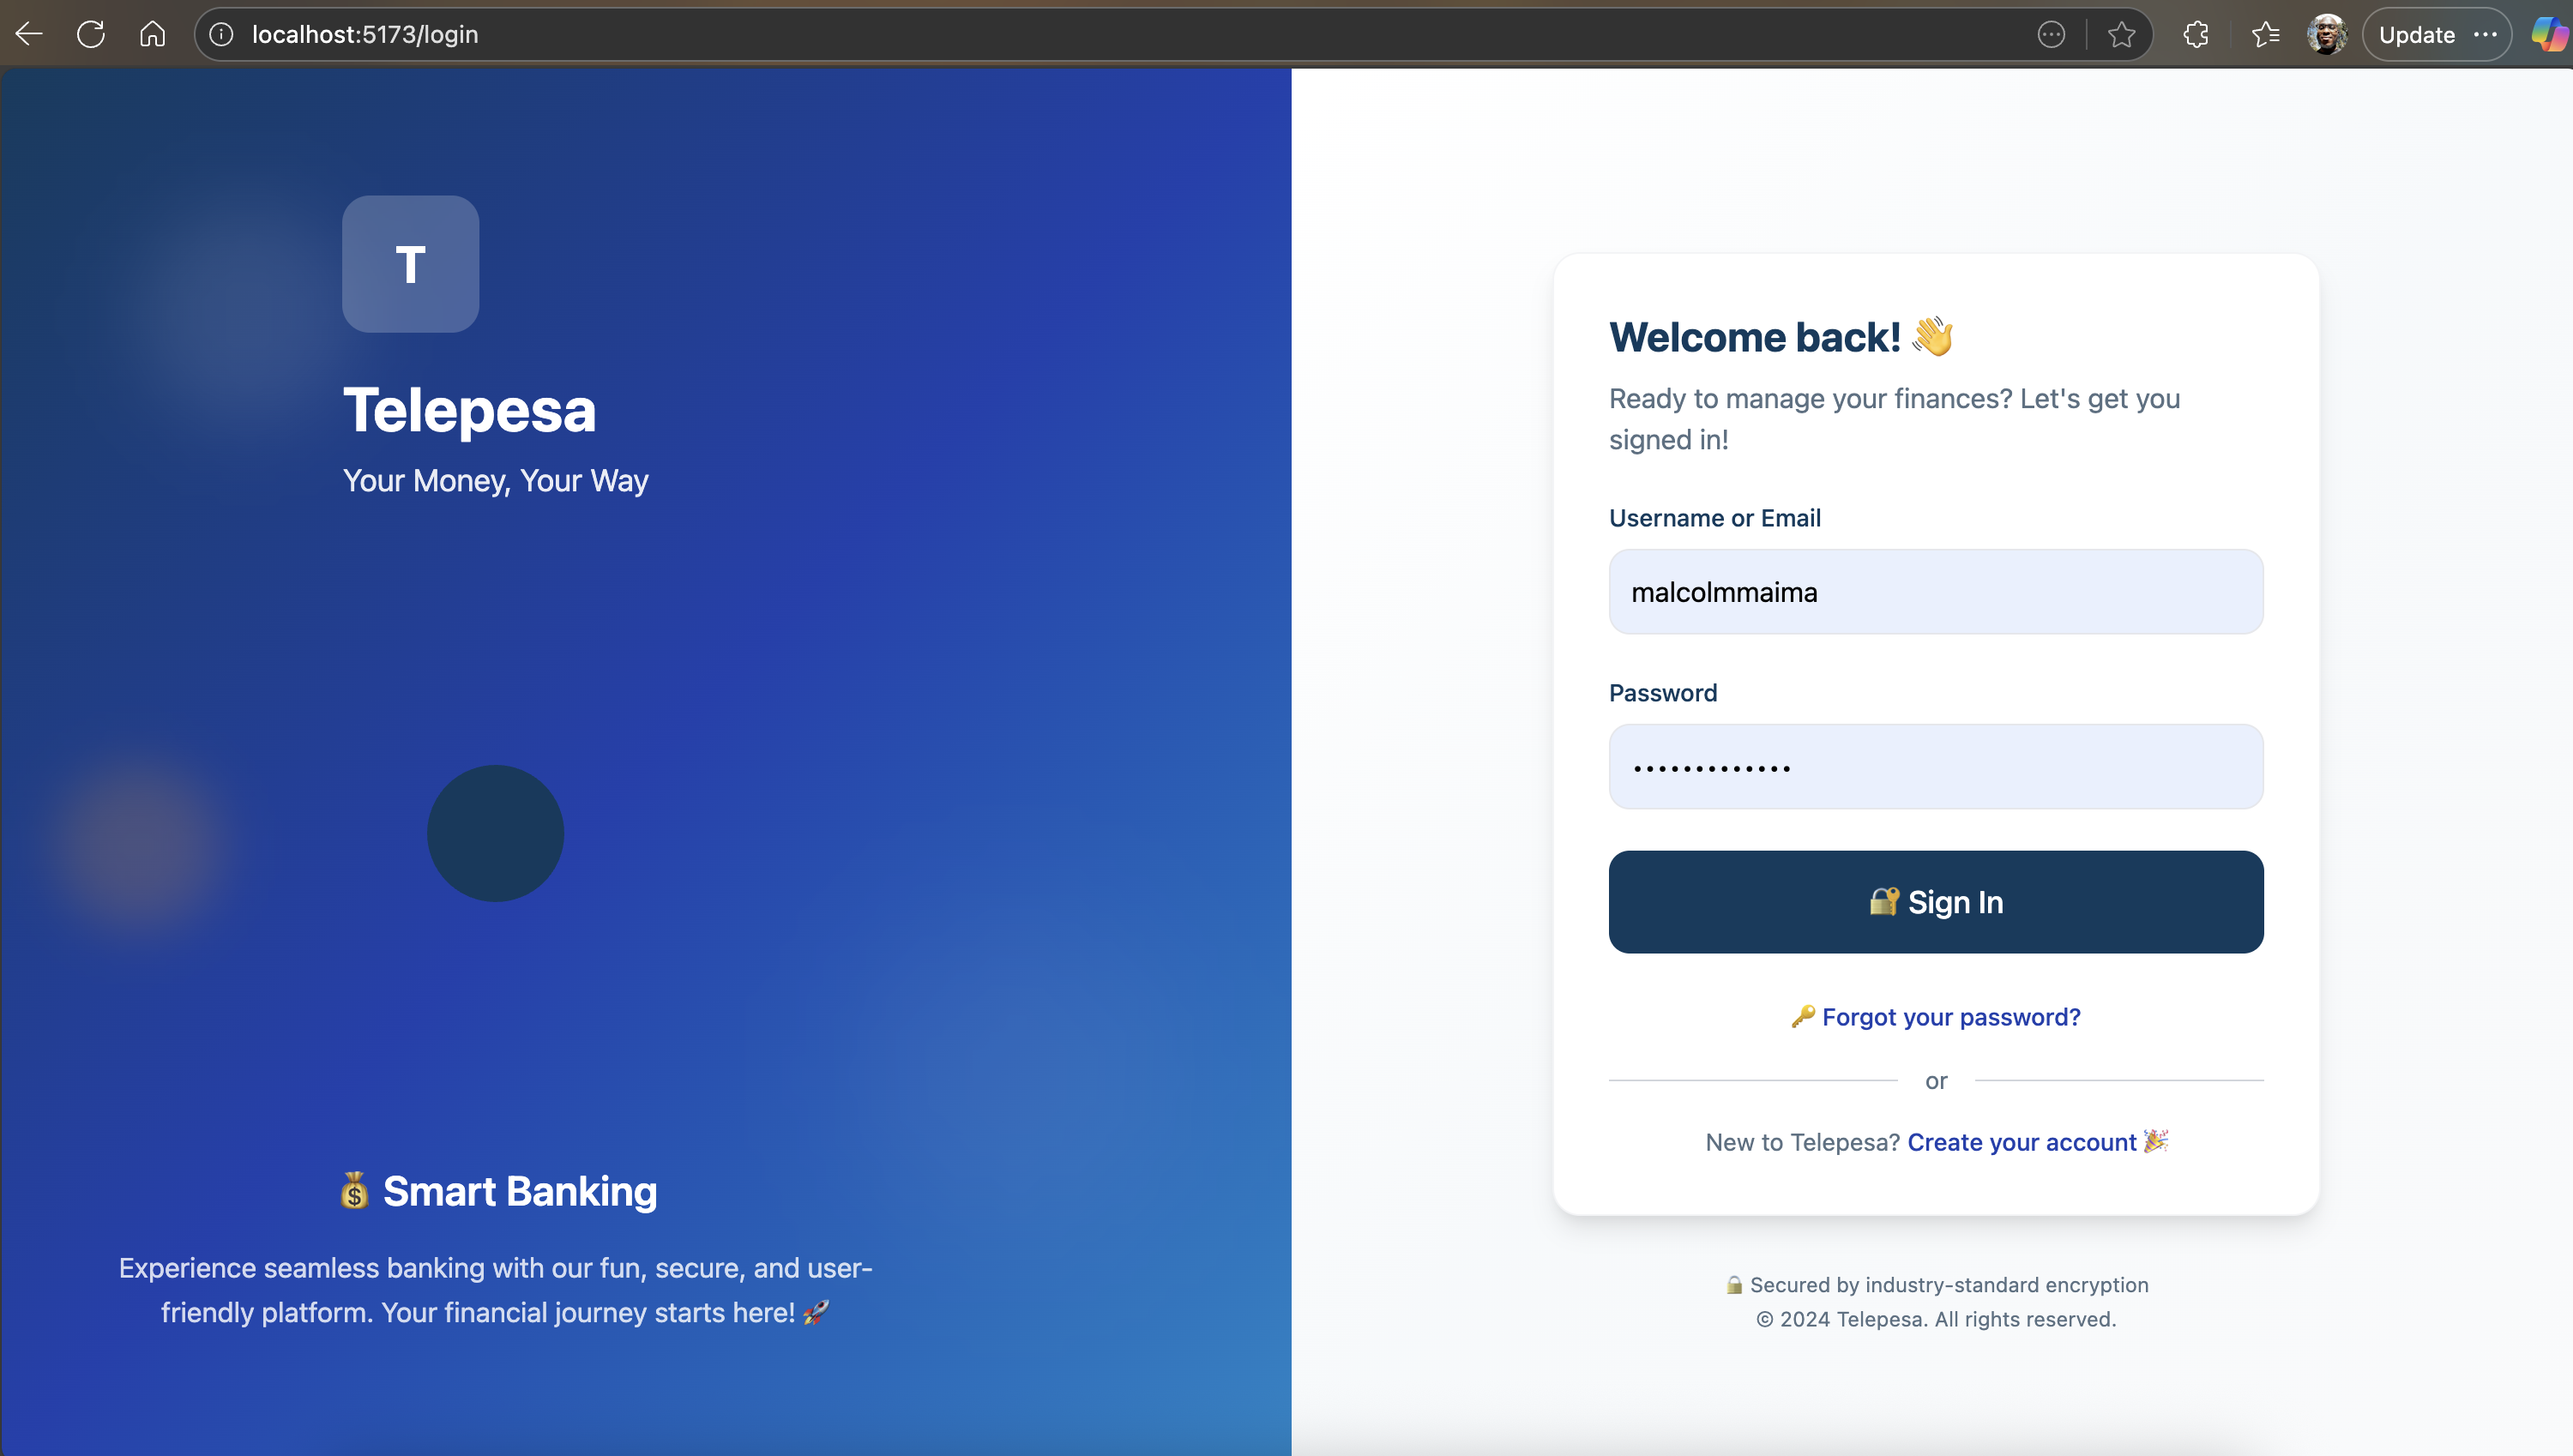 localhost:5173/login
Update
T
Telepesa
Your Money, Your Way
💰 Smart Banking
Experience seamless banking with our fun, secure, and user-
friendly platform. Your financial journey starts here! 🚀
Welcome back! 👋
Ready to manage your finances? Let's get you
signed in!
Username or Email
malcolmmaima
Password
•••••••••••••
🔐 Sign In
🔑 Forgot your password?
or
New to Telepesa? Create your account 🎉
🔒 Secured by industry-standard encryption
© 2024 Telepesa. All rights reserved.